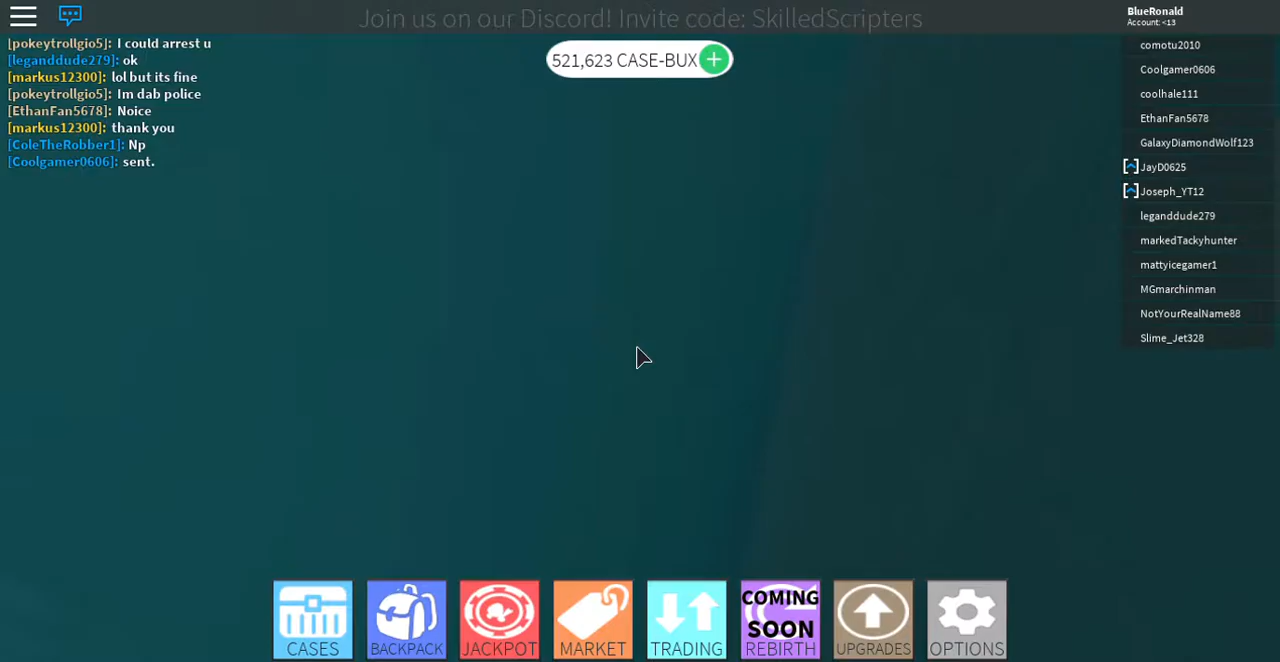 Join us on our Discord! Invite code: SkilledScripters
BlueRonald
Account: <13
[pokeytrollgio5]: I could arrest u
[leganddude279]: ok
[markus12300]: lol but its fine
[pokeytrollgio5]: Im dab police
[EthanFan5678]: Noice
[markus12300]: thank you
[ColeTheRobber1]: Np
[Coolgamer0606]: sent.
521,623 CASE-BUX
comotu2010
Coolgamer0606
coolhale111
EthanFan5678
GalaxyDiamondWolf123
JayD0625
Joseph_YT12
leganddude279
markedTackyhunter
mattyicegamer1
MGmarchinman
NotYourRealName88
Slime_Jet328
CASES
BACKPACK
JACKPOT
MARKET
TRADING
COMING
SOON
REBIRTH
UPGRADES
OPTIONS